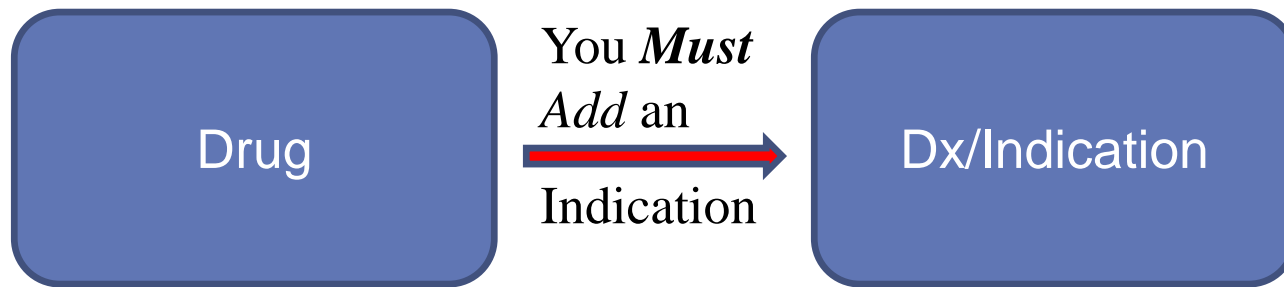 Drug
You Must
Add an
Indication
Dx/Indication